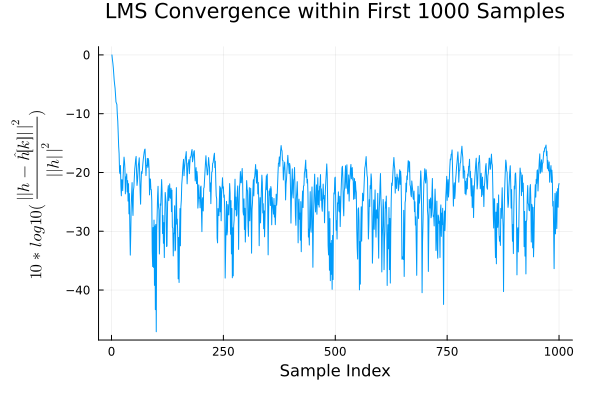 LMS Convergence within First 1000 Samples
10 * log10(||h − ĥ[k]||² / ||h||²)
0
−10
−20
−30
−40
0 250 500 750 1000
Sample Index